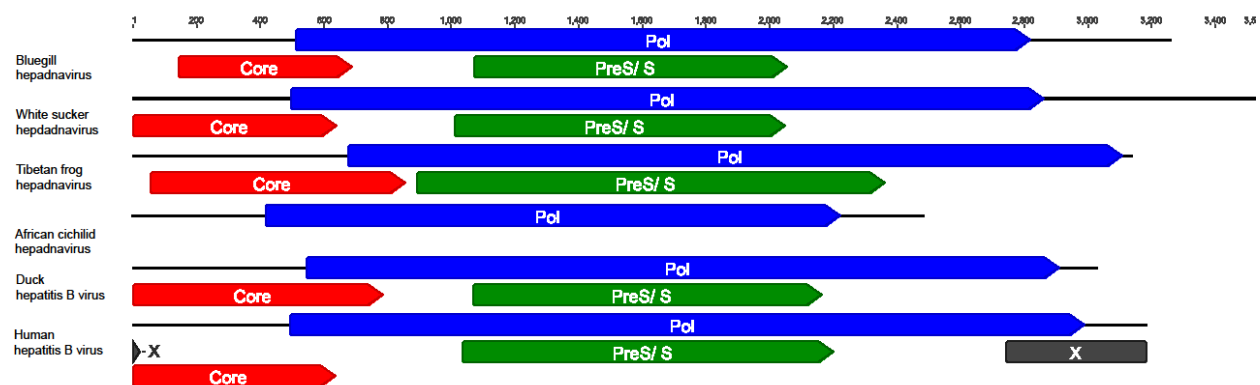 1 200 400 600 800 1,000 1,200 1,400 1,600 1,800 2,000 2,200 2,400 2,600 2,800 3,000 3,200 3,400
Pol
Bluegill
hepadnavirus
Core PreS/ S
Pol
White sucker
hepdadnavirus
Core PreS/ S
Pol
Tibetan frog
hepadnavirus
Core PreS/ S
Pol
African cichilid
hepadnavirus
Duck
hepatitis B virus
Pol
Core PreS/ S
Human
hepatitis B virus
Pol
X PreS/ S X
Core